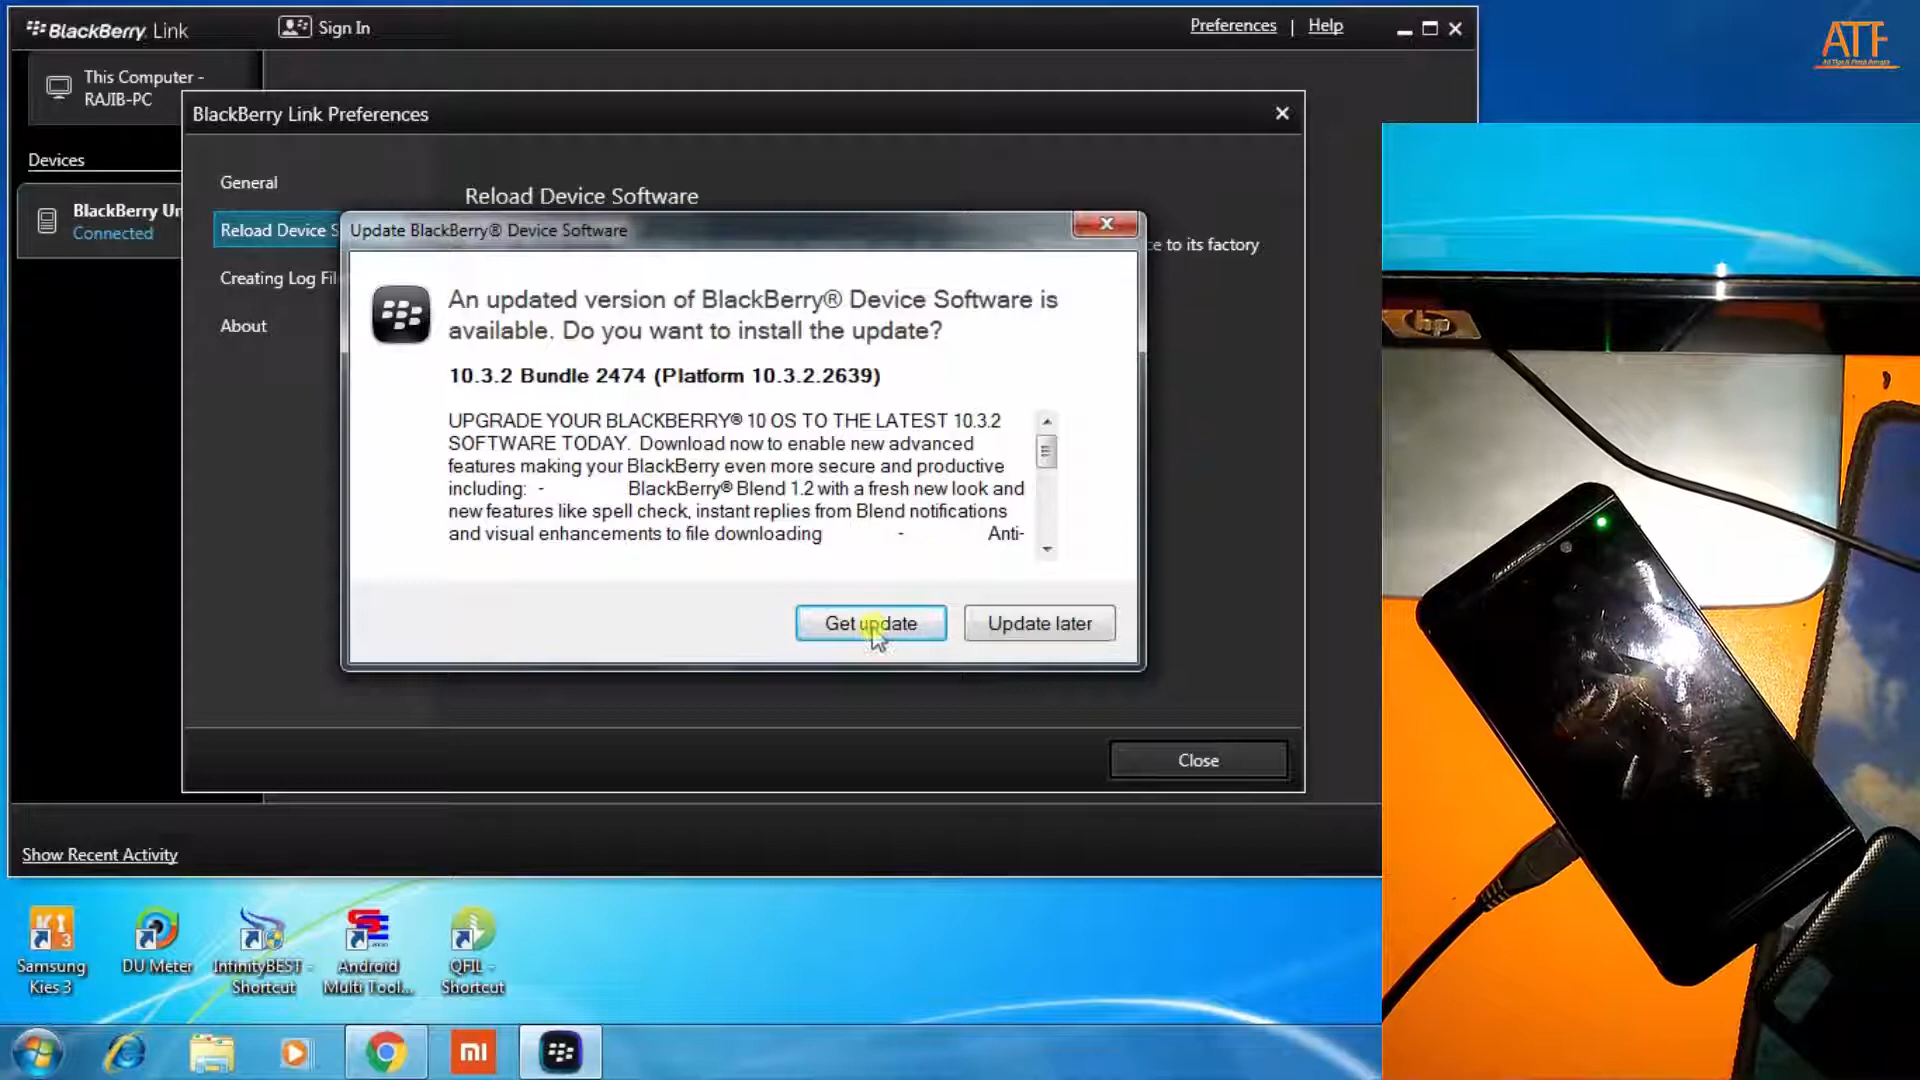 BlackBerry Link
Sign In
Preferences | Help
ATF
This Computer -
RAJIB-PC
BlackBerry Link Preferences
Devices
General
Reload Device Software
BlackBerry Un
Connected
Reload Device S
Update BlackBerry® Device Software
ce to its factory
Creating Log Fil
An updated version of BlackBerry® Device Software is
available. Do you want to install the update?
About
10.3.2 Bundle 2474 (Platform 10.3.2.2639)
UPGRADE YOUR BLACKBERRY® 10 OS TO THE LATEST 10.3.2
SOFTWARE TODAY. Download now to enable new advanced
features making your BlackBerry even more secure and productive
including: - BlackBerry® Blend 1.2 with a fresh new look and
new features like spell check, instant replies from Blend notifications
and visual enhancements to file downloading - Anti-
Get update
Update later
Close
Show Recent Activity
hp
Samsung
Kies 3
DU Meter
InfinityBEST -
Shortcut
Android
Multi Tool...
QFIL -
Shortcut
mi